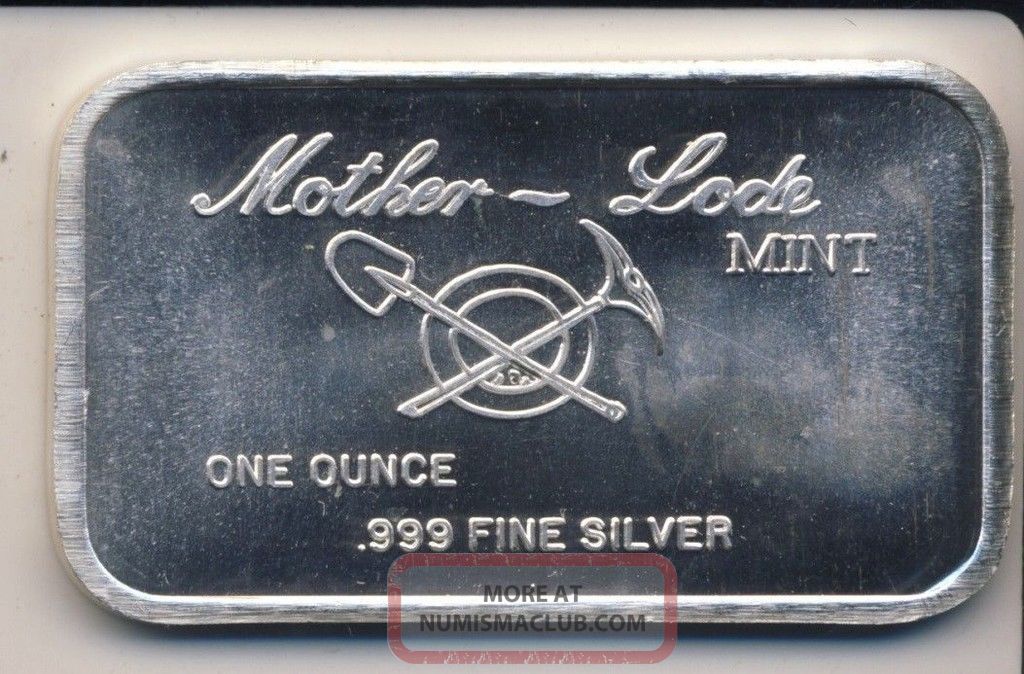 Mother ~ Lode
MINT
ONE OUNCE
.999 FINE SILVER
MORE AT
NUMISMACLUB.COM